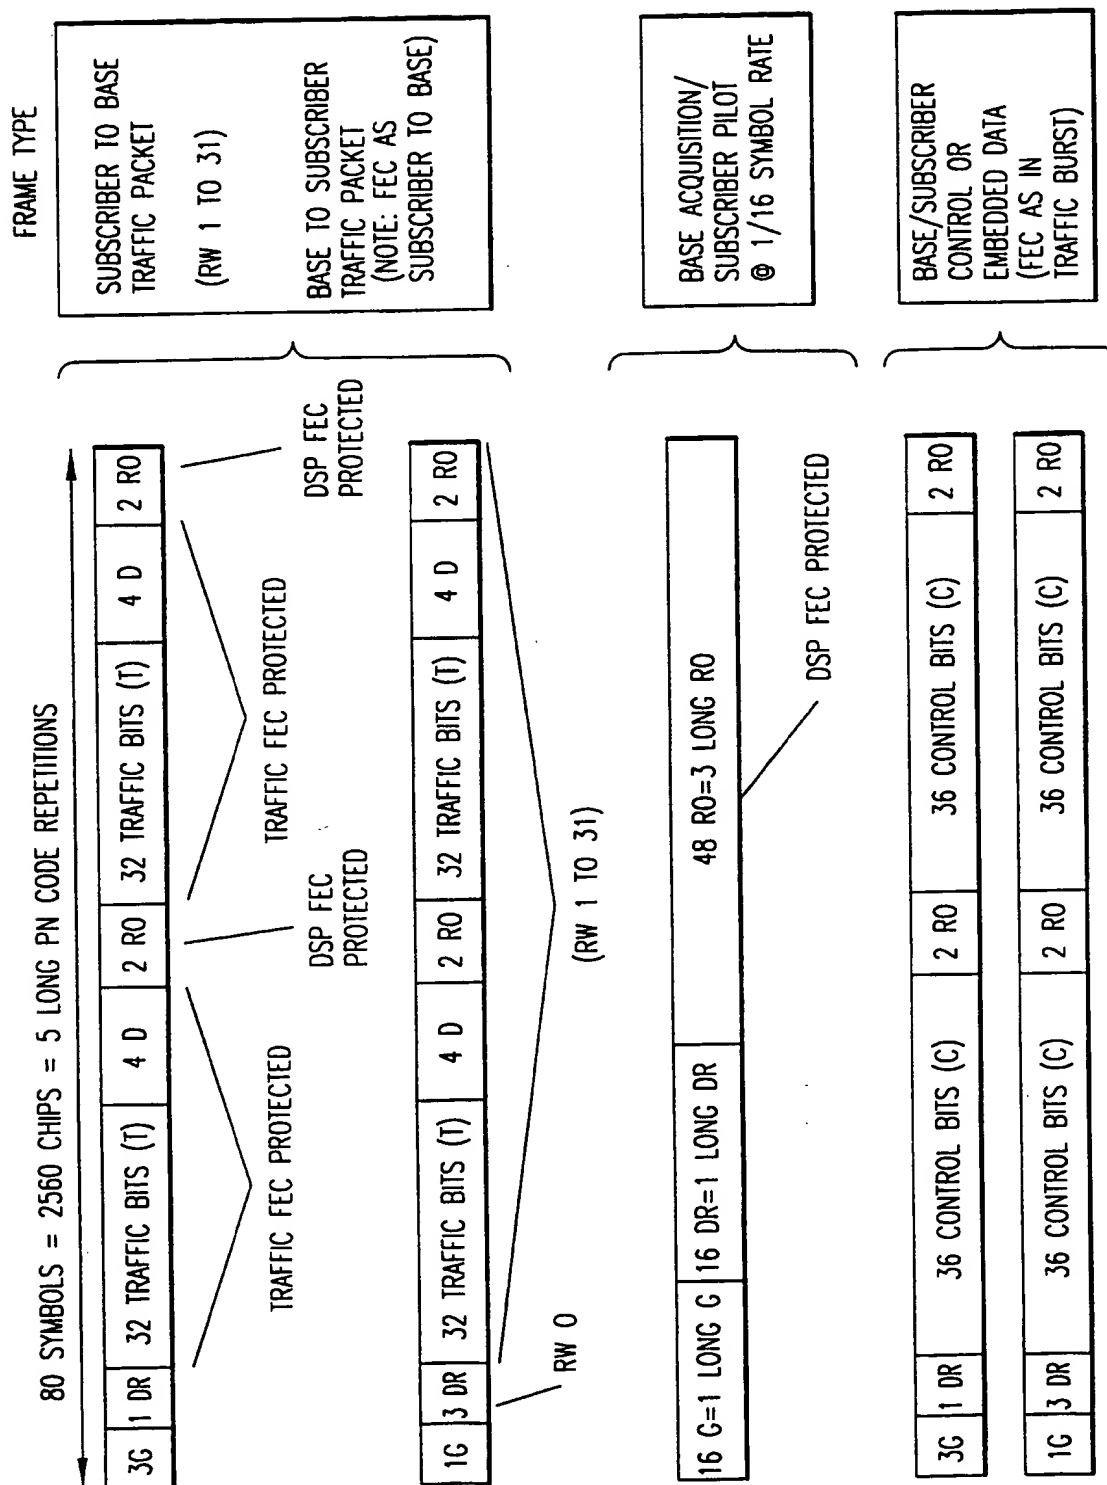 FRAME TYPE
80 SYMBOLS = 2560 CHIPS = 5 LONG PN CODE REPETITIONS
3G 1 DR 32 TRAFFIC BITS (T) 4 D 2 RO 32 TRAFFIC BITS (T) 4 D 2 RO
SUBSCRIBER TO BASE
TRAFFIC PACKET
(RW 1 TO 31)
TRAFFIC FEC PROTECTED
DSP FEC
PROTECTED
TRAFFIC FEC PROTECTED
DSP FEC
PROTECTED
BASE TO SUBSCRIBER
TRAFFIC PACKET
(NOTE: FEC AS
SUBSCRIBER TO BASE)
1G 3 DR 32 TRAFFIC BITS (T) 4 D 2 RO 32 TRAFFIC BITS (T) 4 D 2 RO
RW 0
(RW 1 TO 31)
16 G=1 LONG G 16 DR=1 LONG DR 48 RO=3 LONG RO
BASE ACQUISITION/
SUBSCRIBER PILOT
@ 1/16 SYMBOL RATE
DSP FEC PROTECTED
3G 1 DR 36 CONTROL BITS (C) 2 RO 36 CONTROL BITS (C) 2 RO
BASE/SUBSCRIBER
CONTROL OR
EMBEDDED DATA
(FEC AS IN
TRAFFIC BURST)
1G 3 DR 36 CONTROL BITS (C) 2 RO 36 CONTROL BITS (C) 2 RO